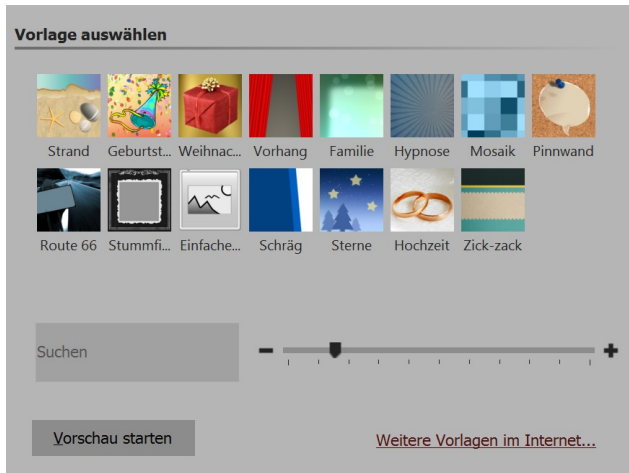 Vorlage auswählen
Strand Geburtst... Weihnac... Vorhang Familie Hypnose Mosaik Pinnwand
Route 66 Stummfi... Einfache... Schräg Sterne Hochzeit Zick-zack
Suchen
Vorschau starten Weitere Vorlagen im Internet...